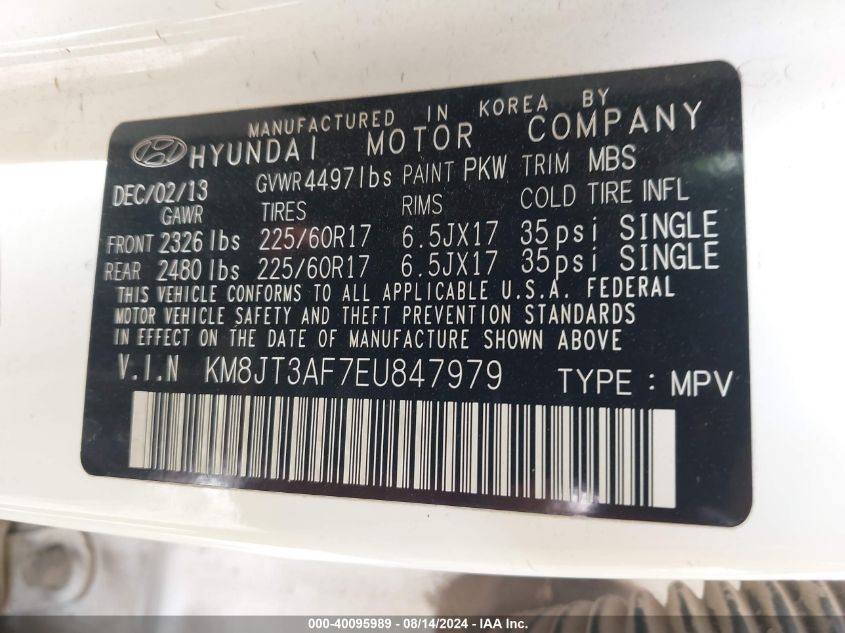 MANUFACTURED IN KOREA BY
HYUNDAI MOTOR COMPANY
DEC/02/13 GVWR 4497lbs PAINT PKW TRIM MBS
GAWR TIRES RIMS COLD TIRE INFL
FRONT 2326 lbs 225/60R17 6.5JX17 35psi SINGLE
REAR 2480 lbs 225/60R17 6.5JX17 35psi SINGLE
THIS VEHICLE CONFORMS TO ALL APPLICABLE U.S.A. FEDERAL
MOTOR VEHICLE SAFETY AND THEFT PREVENTION STANDARDS
IN EFFECT ON THE DATE OF MANUFACTURE SHOWN ABOVE
V.I.N KM8JT3AF7EU847979 TYPE : MPV
000-40095989 - 08/14/2024 - IAA Inc.